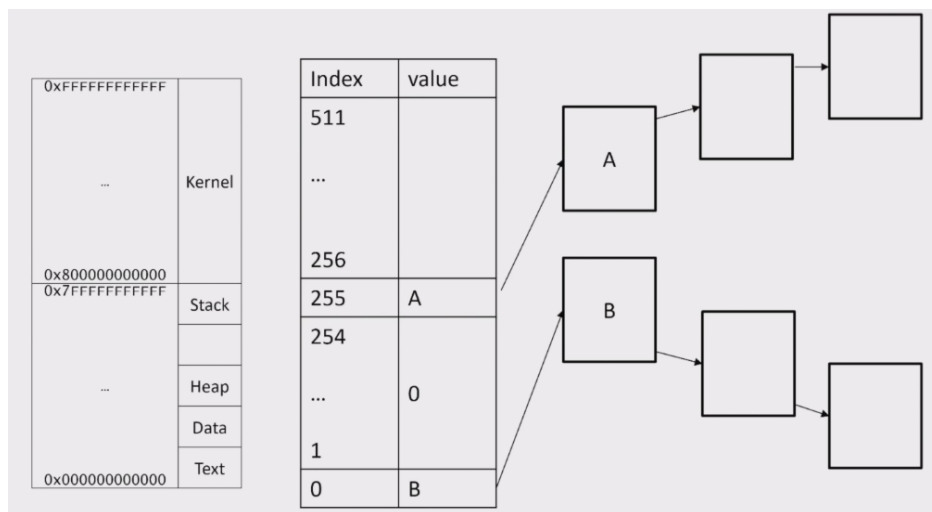 0xFFFFFFFFFFFF
...
Kernel
0x800000000000
0x7FFFFFFFFFFF
Stack
...
Heap
Data
Text
0x000000000000
Index value
511
...
256
255 A
254
... 0
1
0 B
A
B